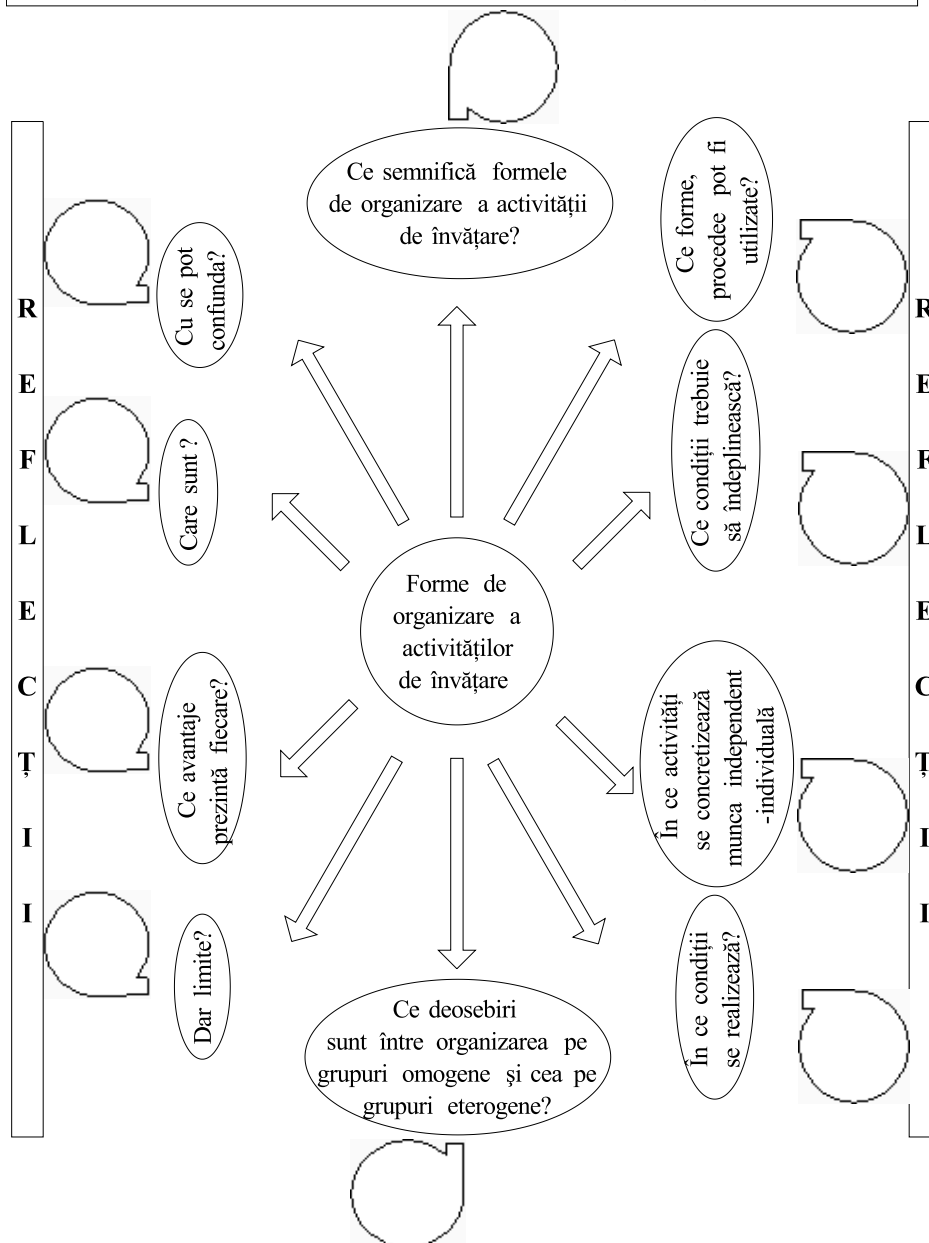 Ce semnifică formele
de organizare a activității
de învățare?
Ce forme,
procedee pot fi
utilizate?
Cu se pot
confunda?
Care sunt ?
Ce condiții trebuie
să îndeplinească?
Forme de
organizare a
activităților
de învățare
Ce avantaje
prezintă fiecare?
În ce activități
se concretizează
munca independent
-individuală
Dar limite?
În ce condiții
se realizează?
Ce deosebiri
sunt între organizarea pe
grupuri omogene şi cea pe
grupuri eterogene?
R
E
F
L
E
C
Ț
I
I
R
E
F
L
E
C
Ț
I
I